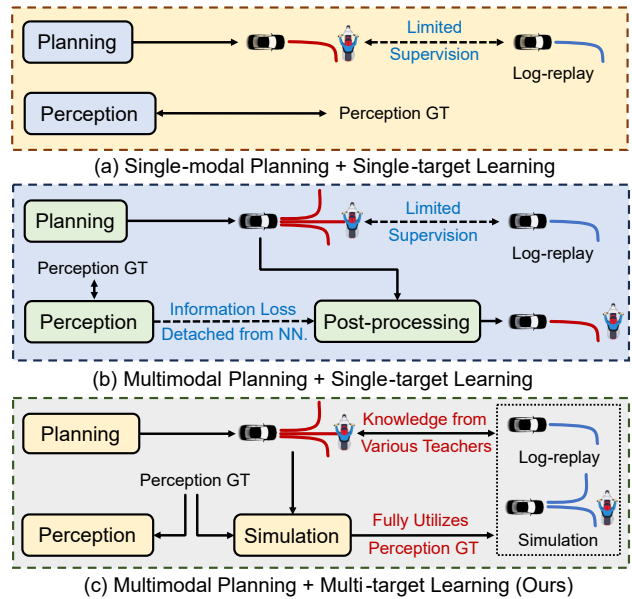 Planning
Limited
Supervision
Log-replay
Perception
Perception GT
(a) Single-modal Planning + Single-target Learning
Planning
Limited
Supervision
Log-replay
Perception GT
Perception
Information Loss
Detached from NN.
Post-processing
(b) Multimodal Planning + Single-target Learning
Planning
Knowledge from
Various Teachers
Log-replay
Perception GT
Perception
Simulation
Fully Utilizes
Perception GT
Simulation
(c) Multimodal Planning + Multi-target Learning (Ours)